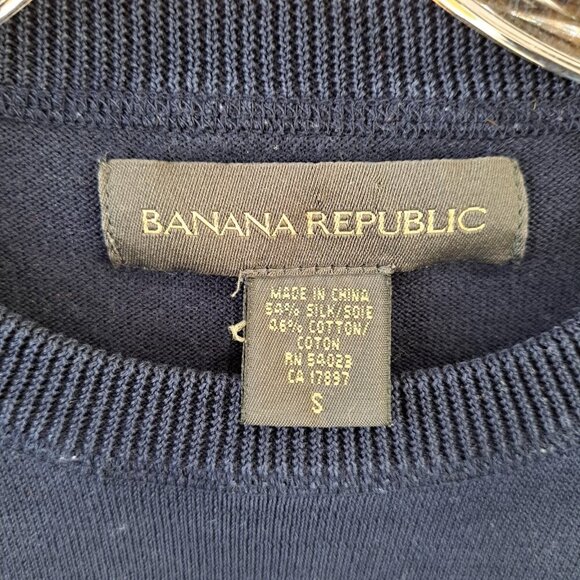 BANANA REPUBLIC
MADE IN CHINA
54% SILK/SOIE
46% COTTON/
COTON
RN 54023
CA 17897
S